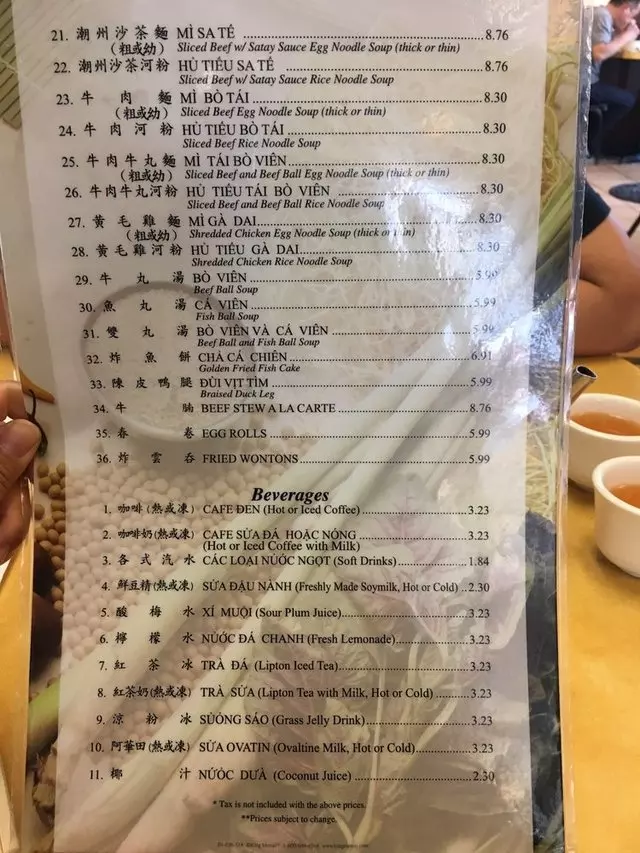 21. 潮州沙茶麵 MÌ SA TÉ ........8.76
(粗或幼) Sliced Beef w/ Satay Sauce Egg Noodle Soup (thick or thin)
22. 潮州沙茶河粉 HỦ TIẾU SA TẾ ........8.76
Sliced Beef w/ Satay Sauce Rice Noodle Soup
23. 牛肉麵 MÌ BÒ TÁI ........8.30
(粗或幼) Sliced Beef Egg Noodle Soup (thick or thin)
24. 牛肉河粉 HỦ TIẾU BÒ TÁI ........8.30
Sliced Beef Rice Noodle Soup
25. 牛肉牛丸麵 MÌ TÁI BÒ VIÊN ........8.30
(粗或幼) Sliced Beef and Beef Ball Egg Noodle Soup (thick or thin)
26. 牛肉牛丸河粉 HỦ TIẾU TÁI BÒ VIÊN ........8.30
Sliced Beef and Beef Ball Rice Noodle Soup
27. 黄毛雞麵 MÌ GÀ DAI ........8.30
(粗或幼) Shredded Chicken Egg Noodle Soup (thick or thin)
28. 黄毛雞河粉 HỦ TIẾU GÀ DAI ........8.30
Shredded Chicken Rice Noodle Soup
29. 牛丸湯 BÒ VIÊN ........5.99
Beef Ball Soup
30. 魚丸湯 CÁ VIÊN ........5.99
Fish Ball Soup
31. 雙丸湯 BÒ VIÊN VÀ CÁ VIÊN ........5.99
Beef Ball and Fish Ball Soup
32. 炸魚餅 CHẢ CÁ CHIÊN ........6.91
Golden Fried Fish Cake
33. 陳皮鴨腿 ĐÙI VỊT TÌM ........5.99
Braised Duck Leg
34. 牛腩 BEEF STEW A LA CARTE ........8.76
35. 春卷 EGG ROLLS ........5.99
36. 炸雲吞 FRIED WONTONS ........5.99
Beverages
1. 咖啡(熱或凍) CAFE ĐEN (Hot or Iced Coffee) ........3.23
2. 咖啡奶(熱或凍) CAFE SỮA ĐÁ HOẶC NÓNG ........3.23
(Hot or Iced Coffee with Milk)
3. 各式汽水 CÁC LOẠI NƯỚC NGỌT (Soft Drinks) ........1.84
4. 鮮豆精(熱或凍) SỮA ĐẬU NÀNH (Freshly Made Soymilk, Hot or Cold) ..2.30
5. 酸梅水 XÍ MUỘI (Sour Plum Juice) ........3.23
6. 檸檬水 NƯỚC ĐÁ CHANH (Fresh Lemonade) ........3.23
7. 紅茶冰 TRÀ ĐÁ (Lipton Iced Tea) ........3.23
8. 紅茶奶(熱或凍) TRÀ SỮA (Lipton Tea with Milk, Hot or Cold) ........3.23
9. 涼粉冰 SƯƠNG SÁO (Grass Jelly Drink) ........3.23
10. 阿華田(熱或凍) SỮA OVATIN (Ovaltine Milk, Hot or Cold) ........3.23
11. 椰汁 NƯỚC DỪA (Coconut Juice) ........2.30
* Tax is not included with the above prices.
**Prices subject to change.